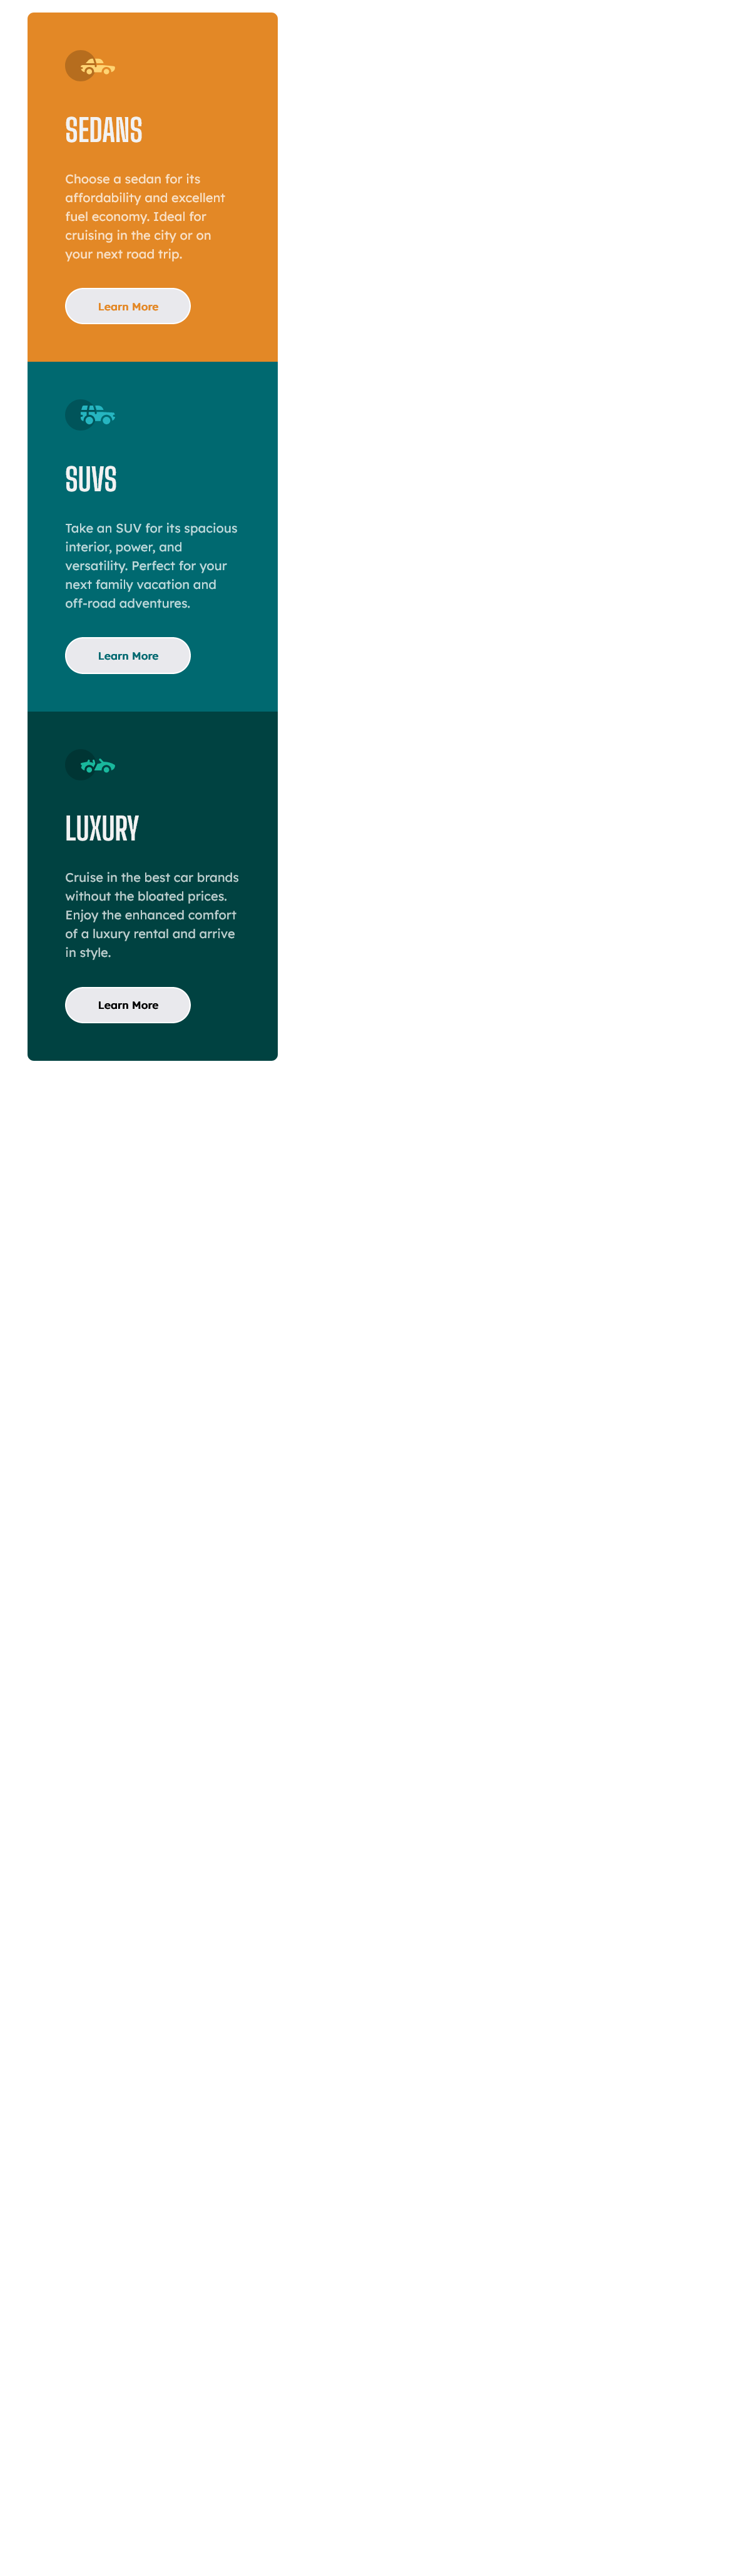 SEDANS
Choose a sedan for its
affordability and excellent
fuel economy. Ideal for
cruising in the city or on
your next road trip.
Learn More
SUVS
Take an SUV for its spacious
interior, power, and
versatility. Perfect for your
next family vacation and
off-road adventures.
Learn More
LUXURY
Cruise in the best car brands
without the bloated prices.
Enjoy the enhanced comfort
of a luxury rental and arrive
in style.
Learn More